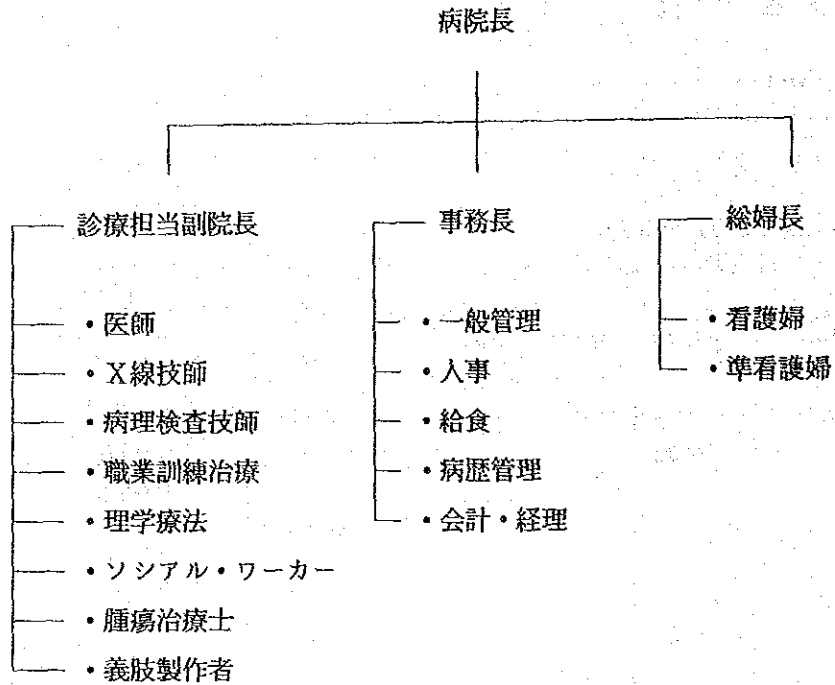 病院長
診療担当副院長
・医師
・X線技師
・病理検査技師
・職業訓練治療
・理学療法
・ソシアル・ワーカー
・腫瘍治療士
・義肢製作者
事務長
・一般管理
・人事
・給食
・病歴管理
・会計・経理
総婦長
・看護婦
・準看護婦